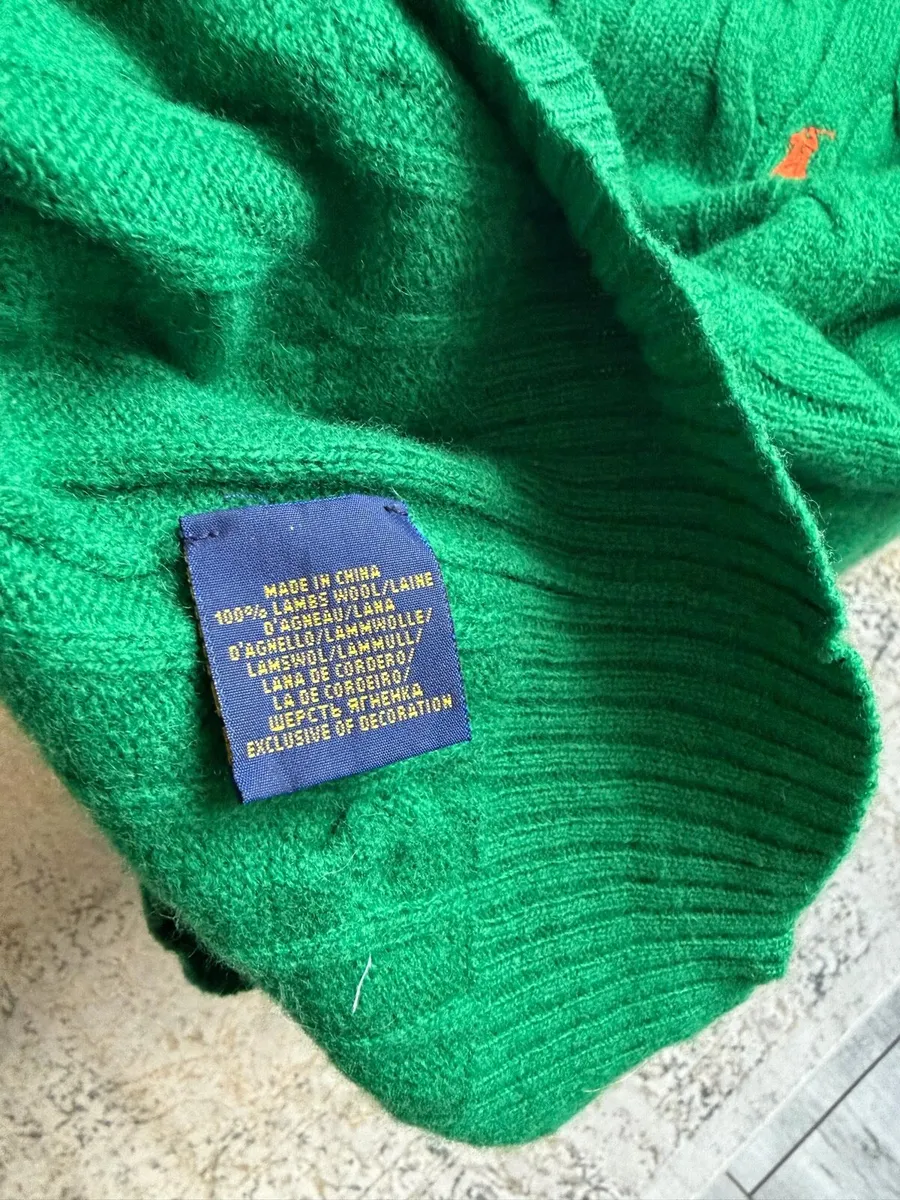 MADE IN CHINA
100% LAMBS WOOL/LAINE
D'AGNEAU/LANA
D'AGNELLO/LAMMWOLLE/
LAMSWOL/LAMMULL/
LANA DE CORDERO/
LA DE CORDEIRO/
ШЕРСТЬ ЯГНЕНКА
EXCLUSIVE OF DECORATION